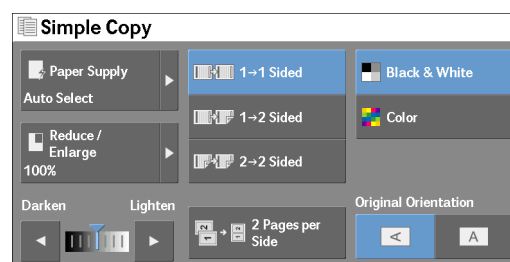 Simple Copy
Paper Supply
Auto Select
Reduce /
Enlarge
100%
Darken
Lighten
1→1 Sided
1→2 Sided
2→2 Sided
2 Pages per
Side
Black & White
Color
Original Orientation
A
A